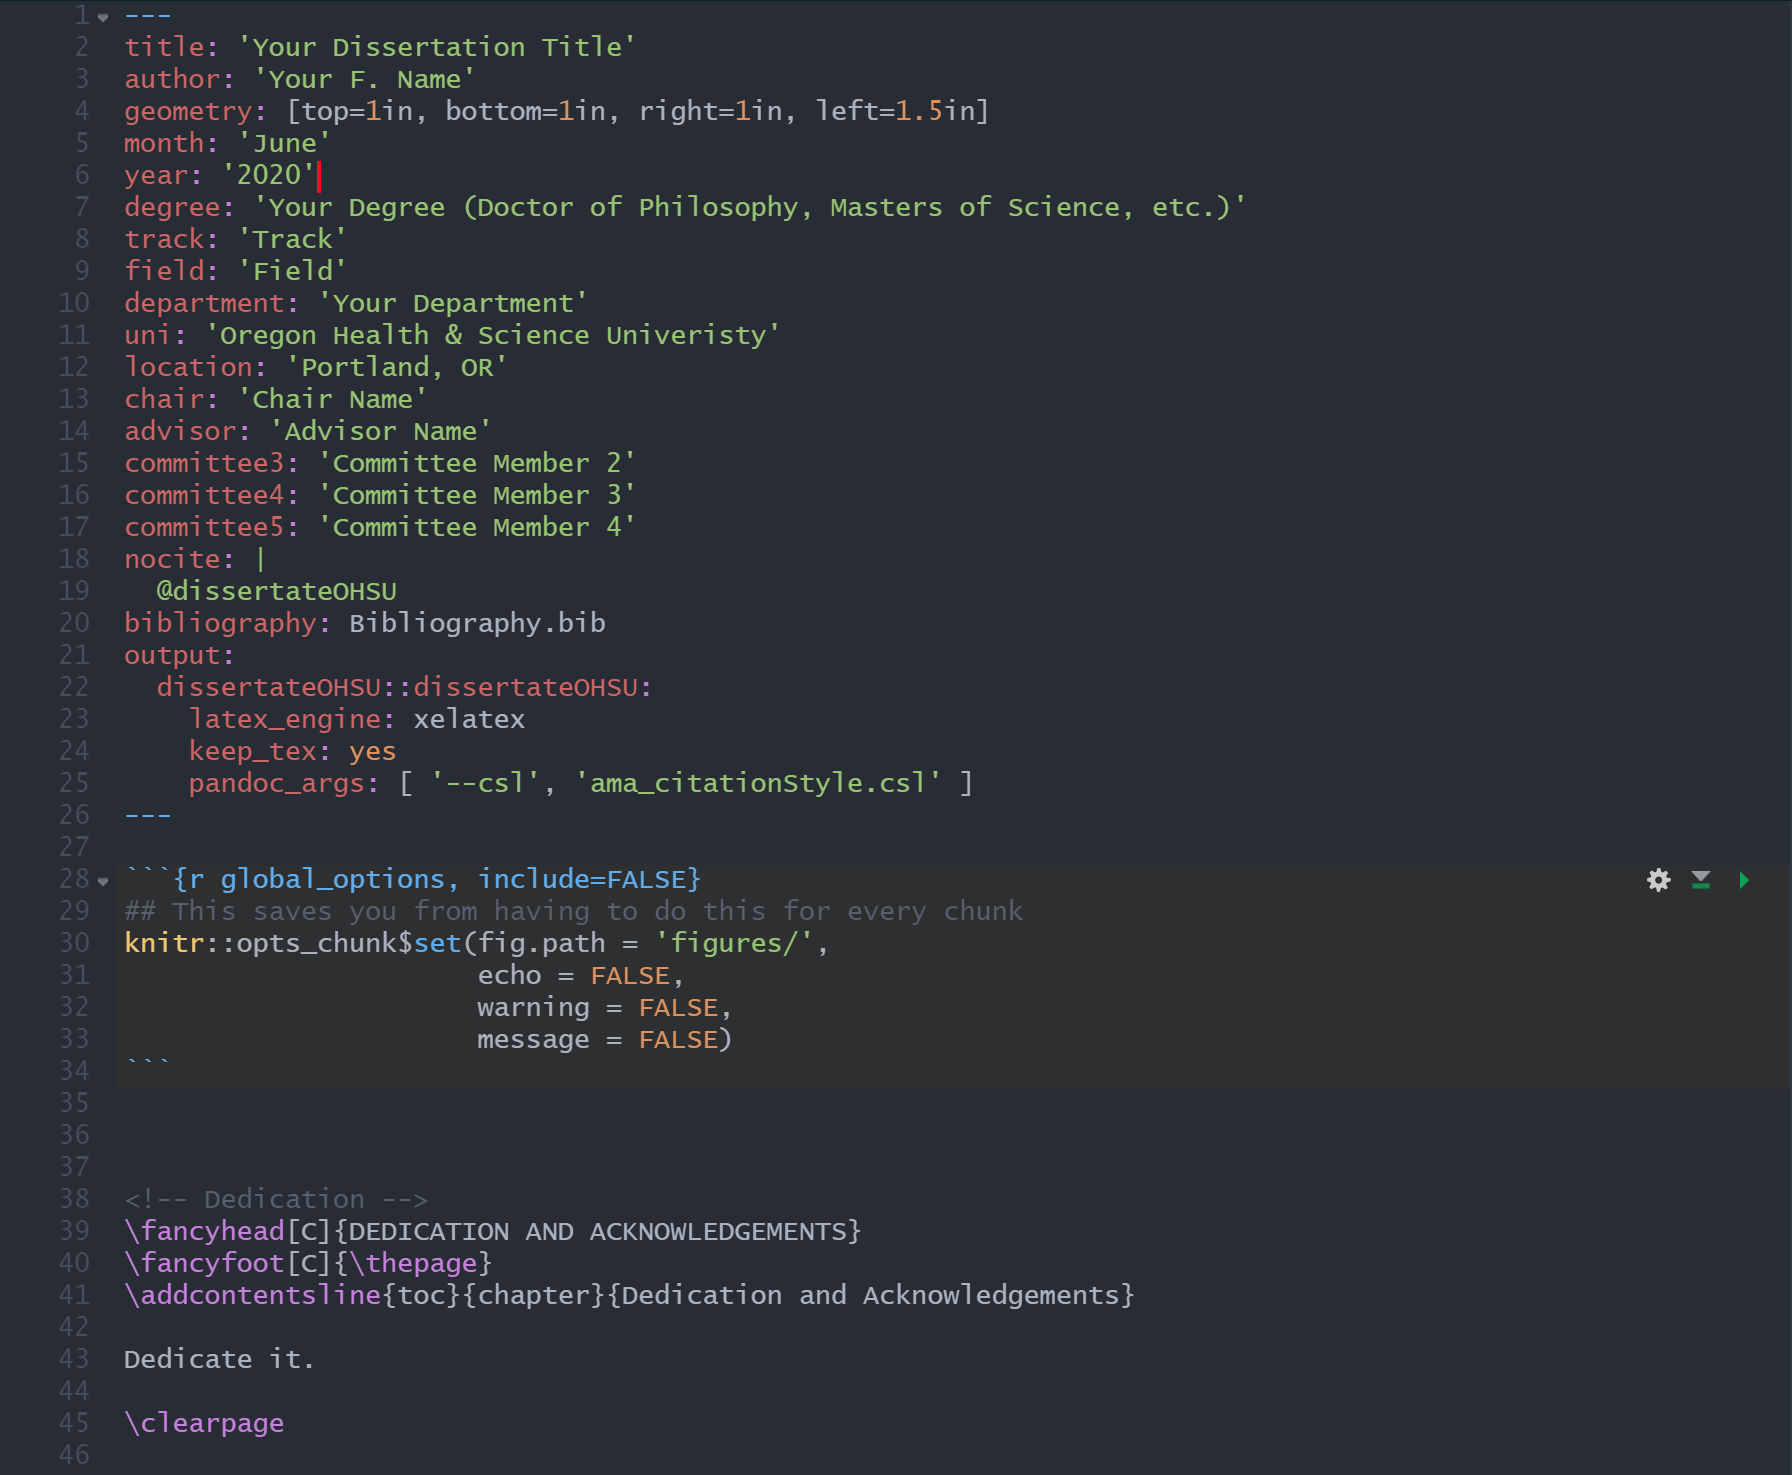 1 ---
2 title: 'Your Dissertation Title'
3 author: 'Your F. Name'
4 geometry: [top=1in, bottom=1in, right=1in, left=1.5in]
5 month: 'June'
6 year: '2020'
7 degree: 'Your Degree (Doctor of Philosophy, Masters of Science, etc.)'
8 track: 'Track'
9 field: 'Field'
10 department: 'Your Department'
11 uni: 'Oregon Health & Science Univeristy'
12 location: 'Portland, OR'
13 chair: 'Chair Name'
14 advisor: 'Advisor Name'
15 committee3: 'Committee Member 2'
16 committee4: 'Committee Member 3'
17 committee5: 'Committee Member 4'
18 nocite: |
19   @dissertateOHSU
20 bibliography: Bibliography.bib
21 output:
22   dissertateOHSU::dissertateOHSU:
23     latex_engine: xelatex
24     keep_tex: yes
25     pandoc_args: [ '--csl', 'ama_citationStyle.csl' ]
26 ---
27
28 ```{r global_options, include=FALSE}
29 ## This saves you from having to do this for every chunk
30 knitr::opts_chunk$set(fig.path = 'figures/',
31                       echo = FALSE,
32                       warning = FALSE,
33                       message = FALSE)
34 ```
35
36
37
38 <!-- Dedication -->
39 \fancyhead[C]{DEDICATION AND ACKNOWLEDGEMENTS}
40 \fancyfoot[C]{\thepage}
41 \addcontentsline{toc}{chapter}{Dedication and Acknowledgements}
42
43 Dedicate it.
44
45 \clearpage
46